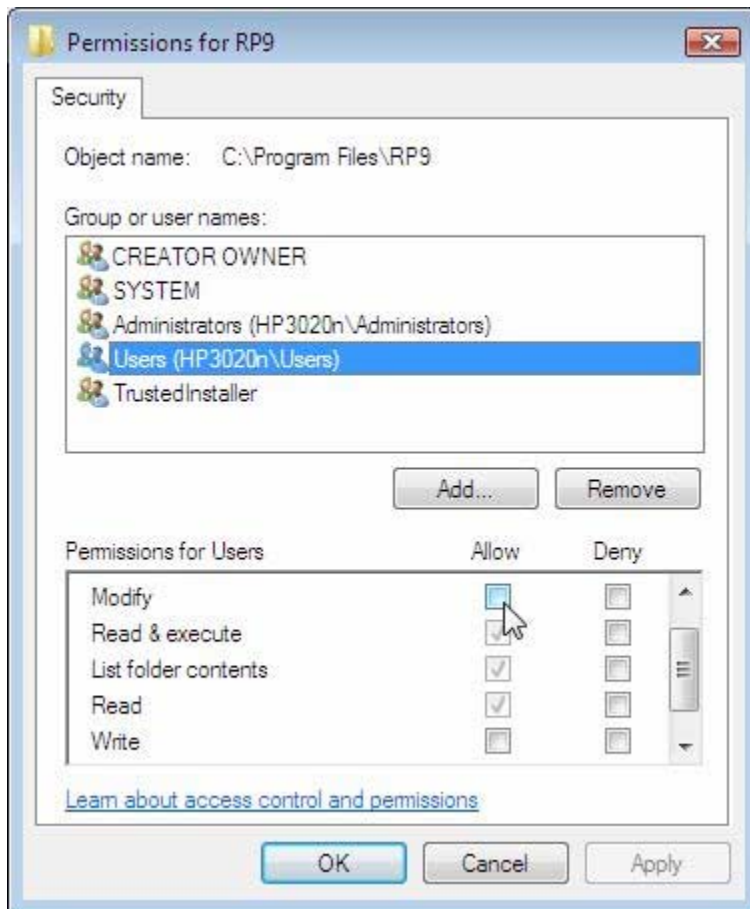 Permissions for RP9
Security
Object name: C:\Program Files\RP9
Group or user names:
CREATOR OWNER
SYSTEM
Administrators (HP3020n\Administrators)
Users (HP3020n\Users)
TrustedInstaller
Add... Remove
Permissions for Users Allow Deny
Modify
Read & execute
List folder contents
Read
Write
Learn about access control and permissions
OK Cancel Apply